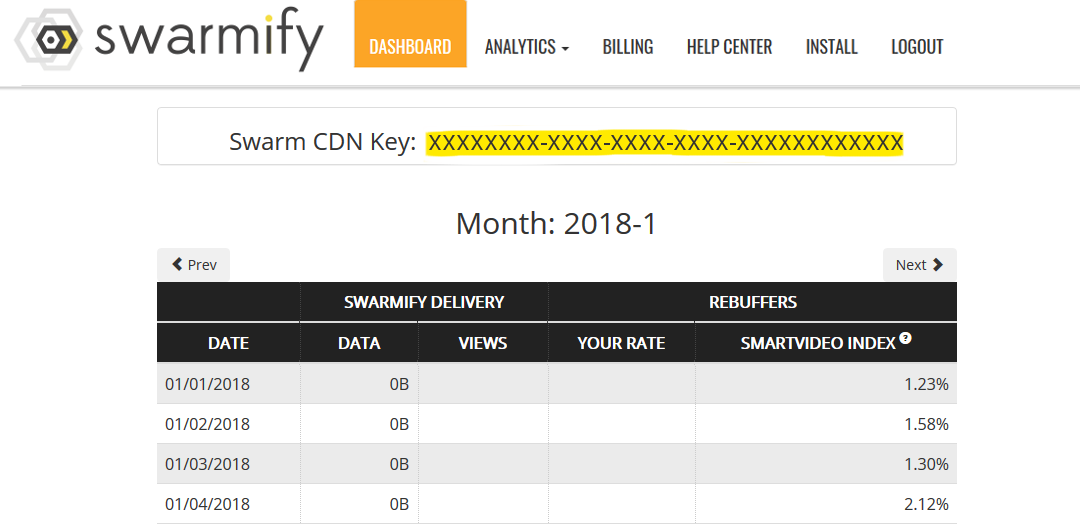 swarmify DASHBOARD ANALYTICS BILLING HELP CENTER INSTALL LOGOUT
Swarm CDN Key: XXXXXXXX-XXXX-XXXX-XXXX-XXXXXXXXXXXX
Month: 2018-1
Prev Next
SWARMIFY DELIVERY REBUFFERS
DATE DATA VIEWS YOUR RATE SMARTVIDEO INDEX ?
01/01/2018 0B 1.23%
01/02/2018 0B 1.58%
01/03/2018 0B 1.30%
01/04/2018 0B 2.12%